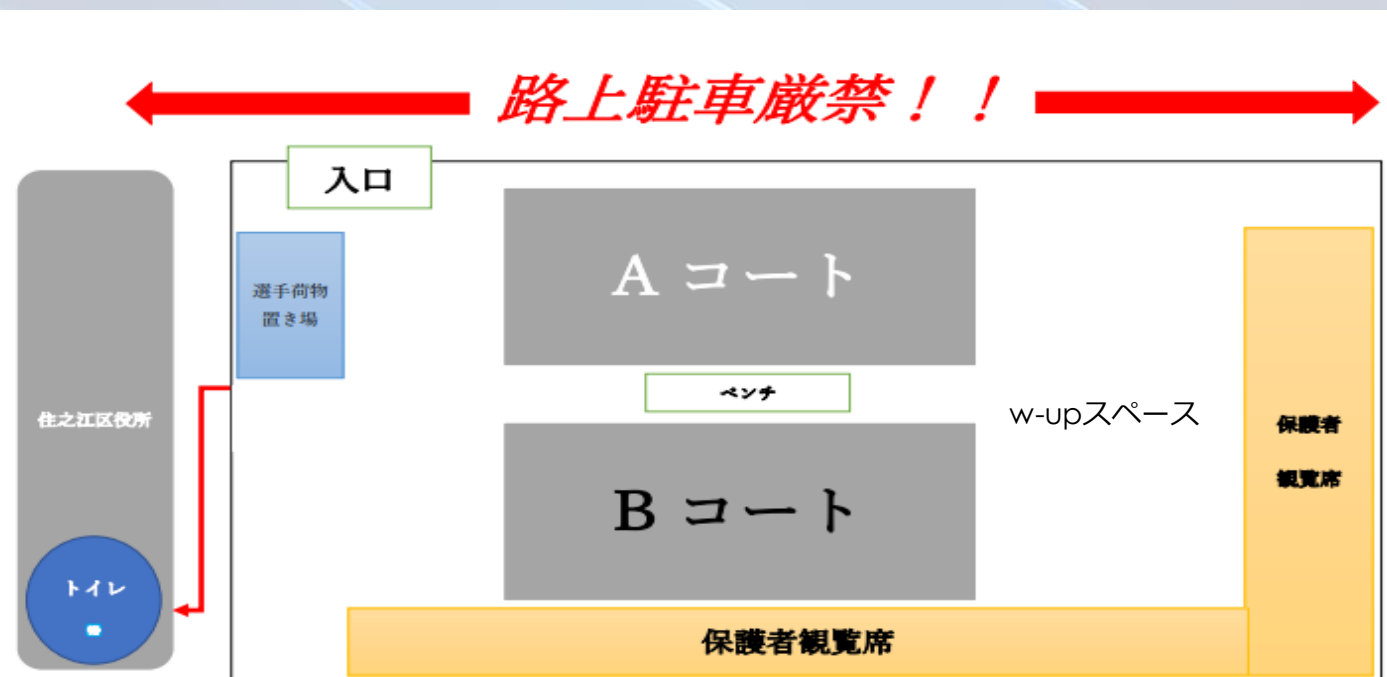 路上駐車厳禁！！
入口
Aコート
選手荷物
置き場
ベンチ
w-upスペース
保護者
観覧席
住之江区役所
Bコート
トイレ
保護者観覧席